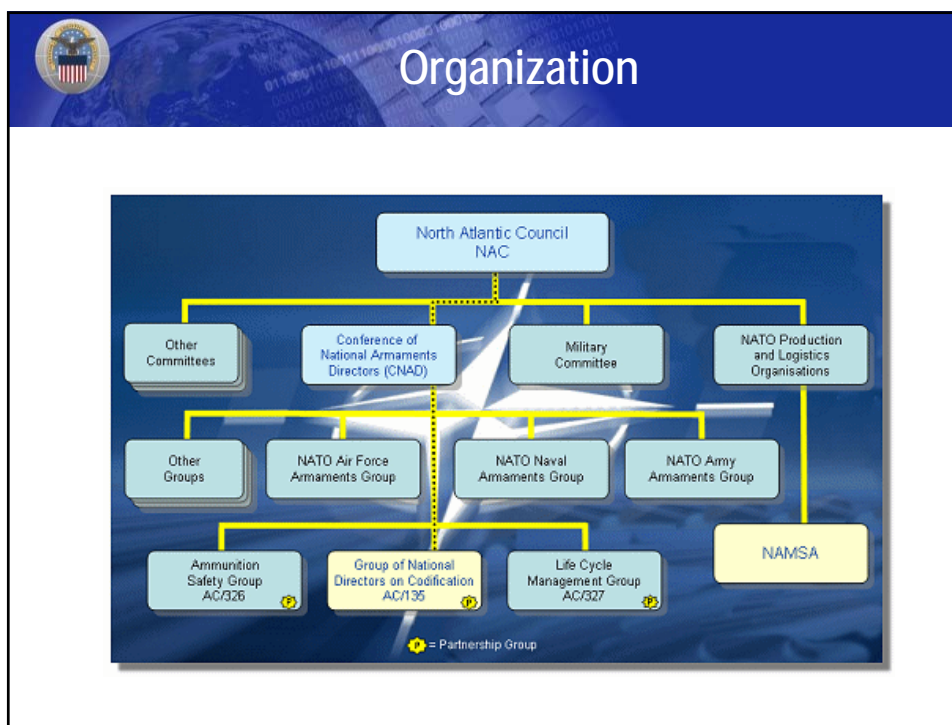 Organization
North Atlantic Council
NAC
Other
Committees
Conference of
National Armaments
Directors (CNAD)
Military
Committee
NATO Production
and Logistics
Organisations
Other
Groups
NATO Air Force
Armaments Group
NATO Naval
Armaments Group
NATO Army
Armaments Group
Ammunition
Safety Group
AC/326
P
Group of National
Directors on Codification
AC/135
P
Life Cycle
Management Group
AC/327
P
NAMSA
P = Partnership Group